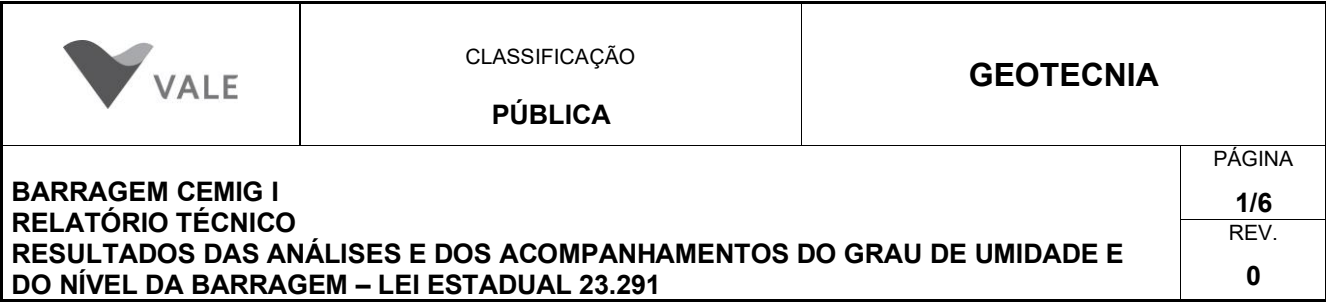 VALE
CLASSIFICAÇÃO
PÚBLICA
GEOTECNIA
BARRAGEM CEMIG I
RELATÓRIO TÉCNICO
RESULTADOS DAS ANÁLISES E DOS ACOMPANHAMENTOS DO GRAU DE UMIDADE E
DO NÍVEL DA BARRAGEM – LEI ESTADUAL 23.291
PÁGINA
1/6
REV.
0